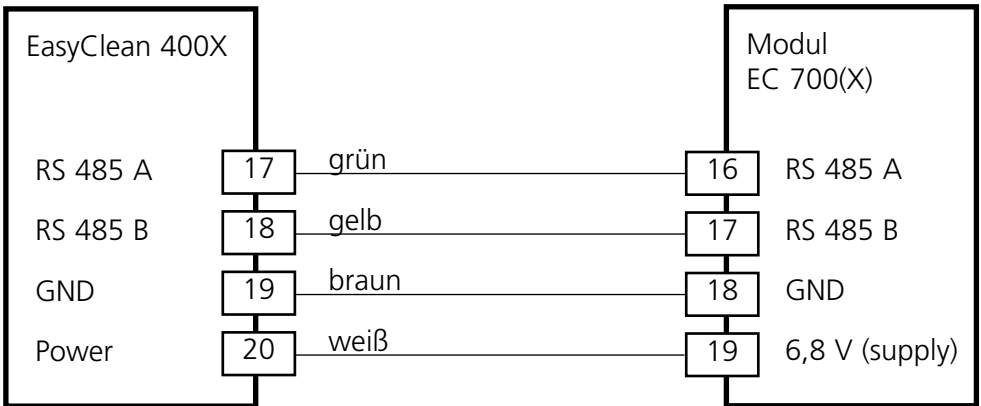 EasyClean 400X
Modul
EC 700(X)
RS 485 A 17 grün 16 RS 485 A
RS 485 B 18 gelb 17 RS 485 B
GND 19 braun 18 GND
Power 20 weiß 19 6,8 V (supply)